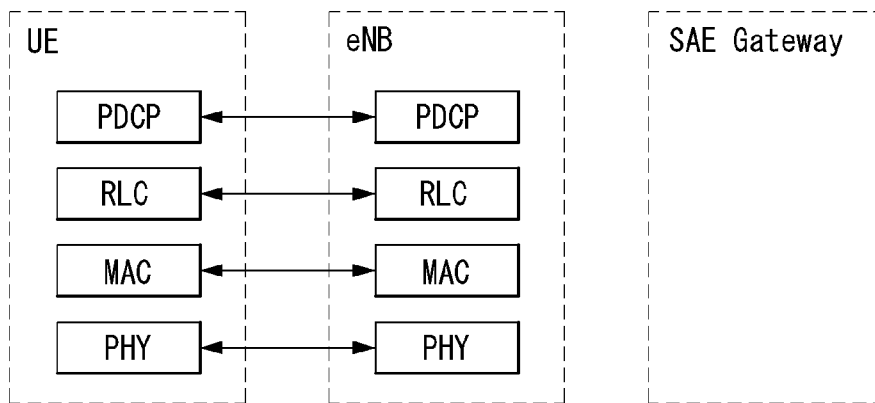 UE
eNB
SAE Gateway
PDCP
PDCP
RLC
RLC
MAC
MAC
PHY
PHY